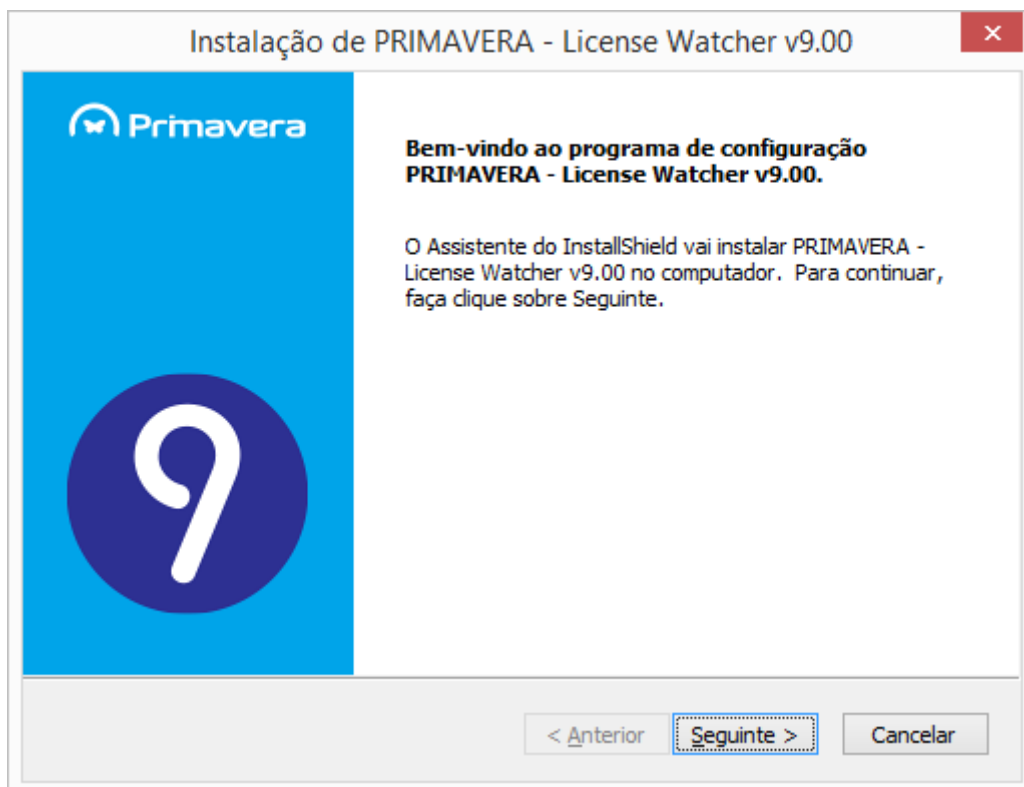 Instalação de PRIMAVERA - License Watcher v9.00
Primavera
Bem-vindo ao programa de configuração
PRIMAVERA - License Watcher v9.00.
O Assistente do InstallShield vai instalar PRIMAVERA -
License Watcher v9.00 no computador.  Para continuar,
faça clique sobre Seguinte.
9
< Anterior
Seguinte >
Cancelar